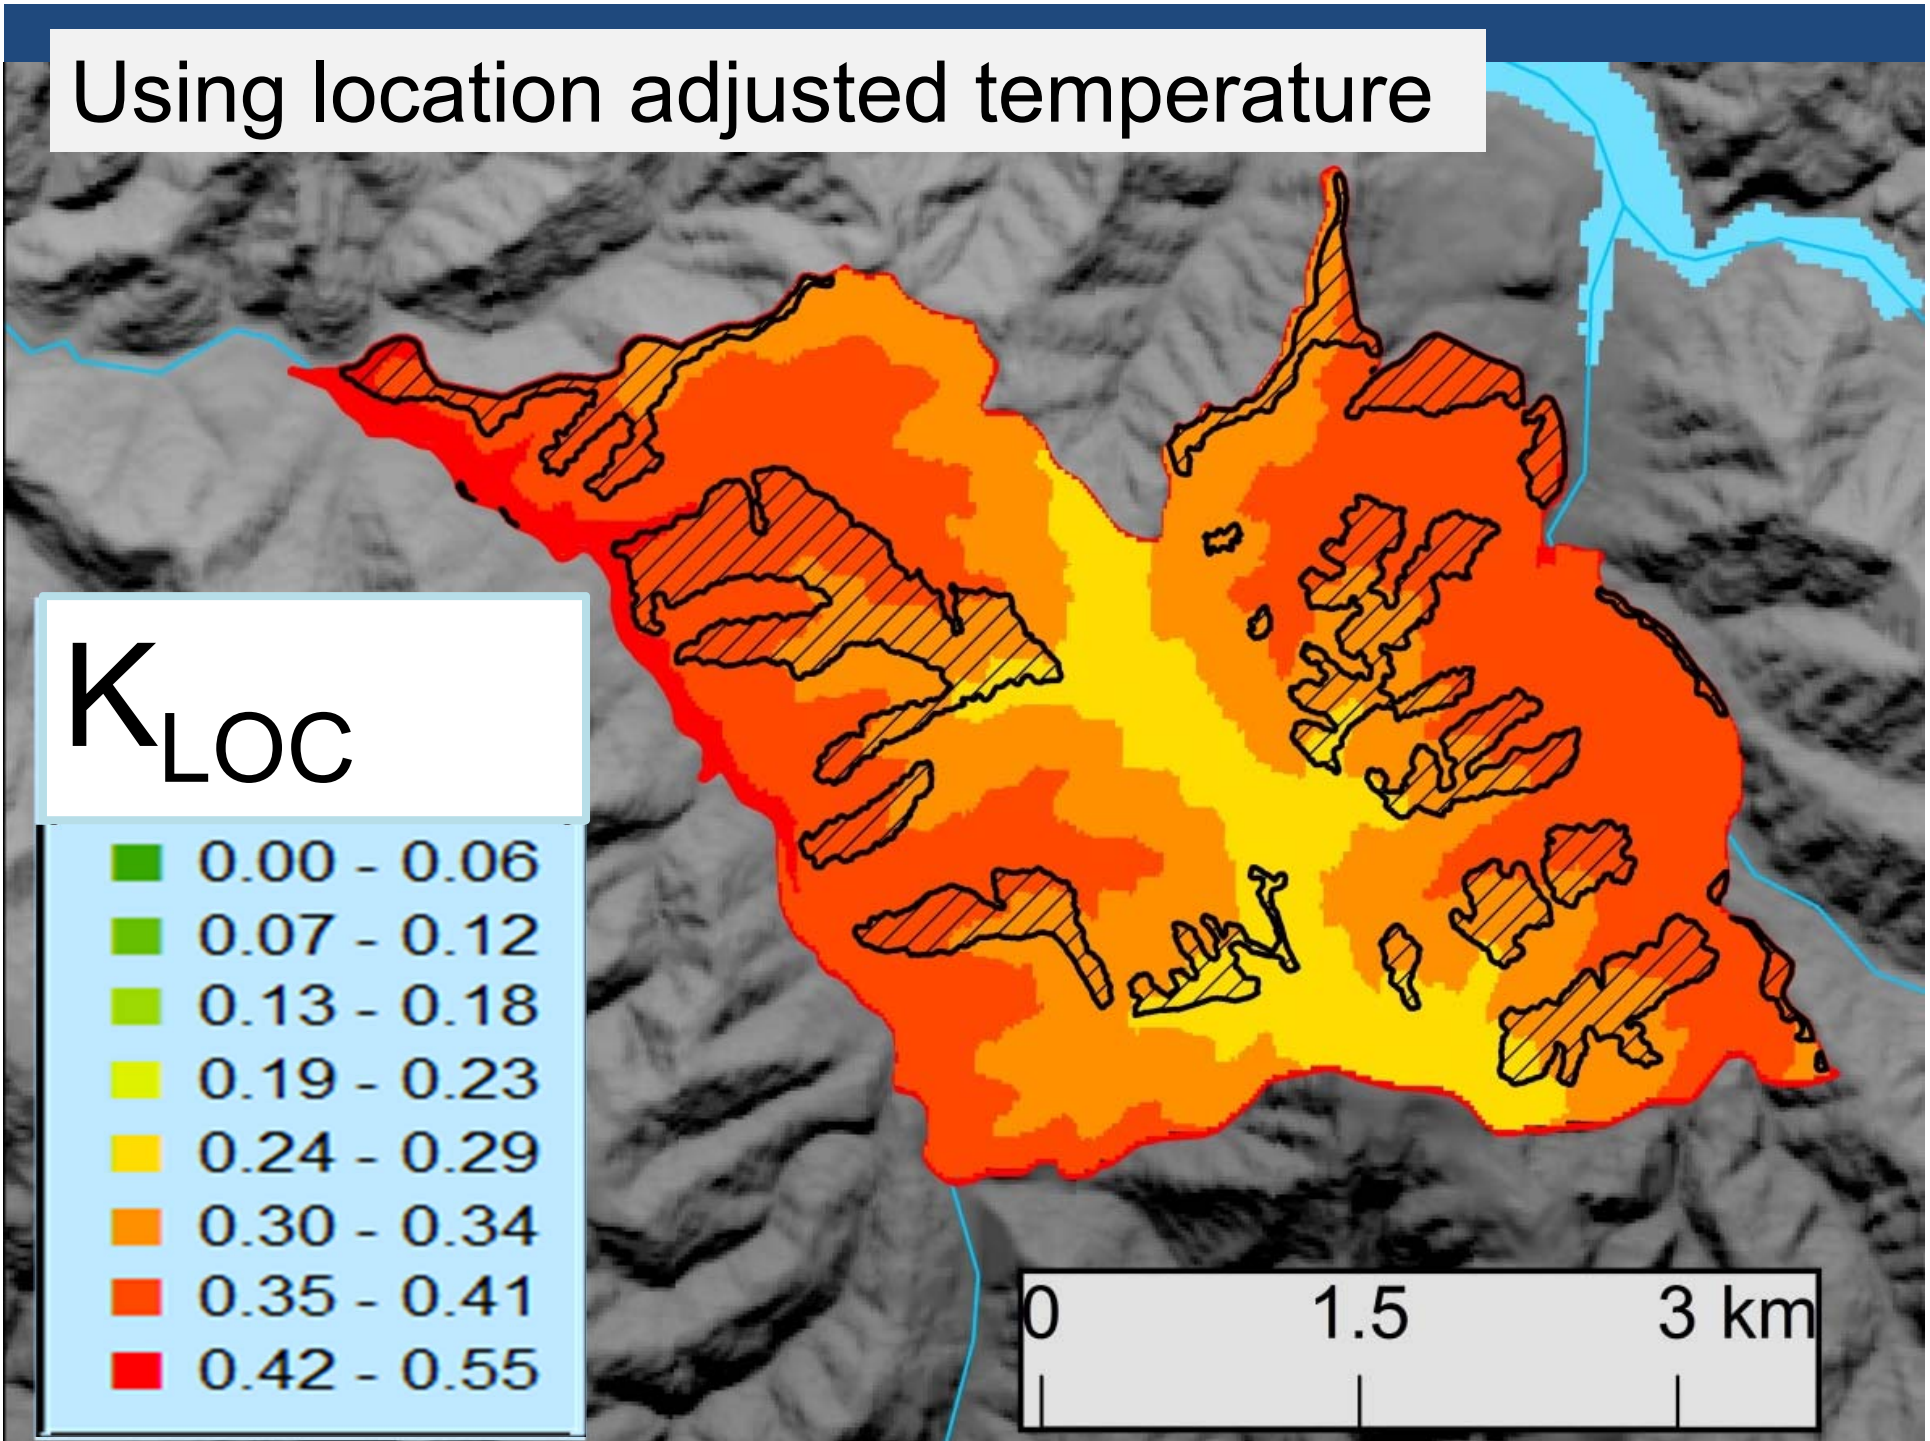 Using location adjusted temperature
KLOC
0.00 - 0.06
0.07 - 0.12
0.13 - 0.18
0.19 - 0.23
0.24 - 0.29
0.30 - 0.34
0.35 - 0.41
0.42 - 0.55
0 1.5 3 km